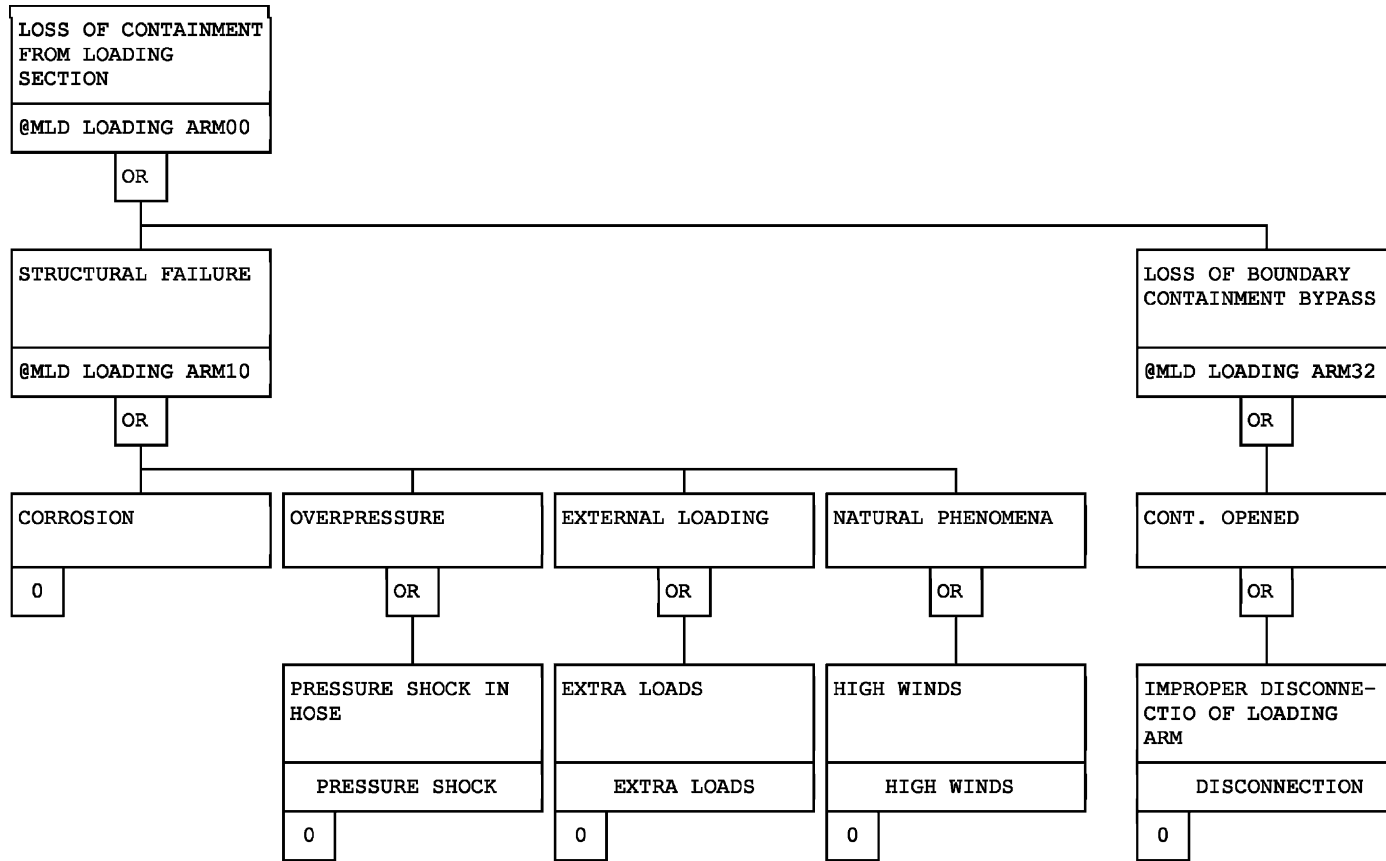 LOSS OF CONTAINMENT
FROM LOADING
SECTION
@MLD LOADING ARM00
OR
STRUCTURAL FAILURE
@MLD LOADING ARM10
OR
LOSS OF BOUNDARY
CONTAINMENT BYPASS
@MLD LOADING ARM32
OR
CORROSION
0
OVERPRESSURE
OR
EXTERNAL LOADING
OR
NATURAL PHENOMENA
OR
CONT. OPENED
OR
PRESSURE SHOCK IN
HOSE
PRESSURE SHOCK
0
EXTRA LOADS
EXTRA LOADS
0
HIGH WINDS
HIGH WINDS
0
IMPROPER DISCONNE-
CTIO OF LOADING
ARM
DISCONNECTION
0